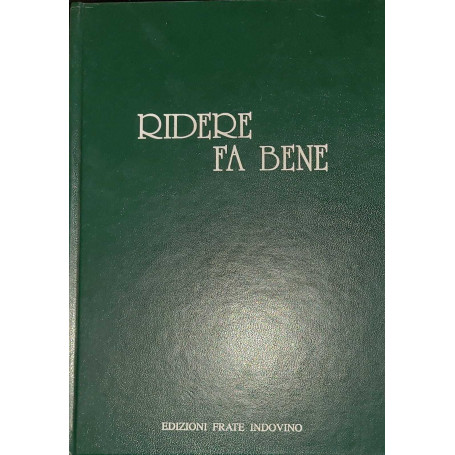 RIDERE
FA BENE
EDIZIONI FRATE INDOVINO